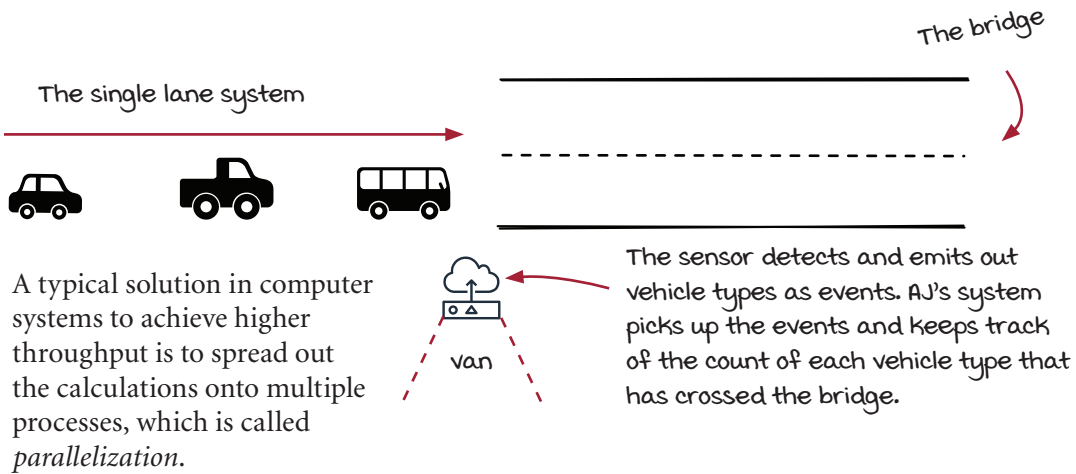 The bridge
The single lane system
A typical solution in computer
systems to achieve higher
throughput is to spread out
the calculations onto multiple
processes, which is called
parallelization.
van
The sensor detects and emits out
vehicle types as events. AJ's system
picks up the events and keeps track
of the count of each vehicle type that
has crossed the bridge.